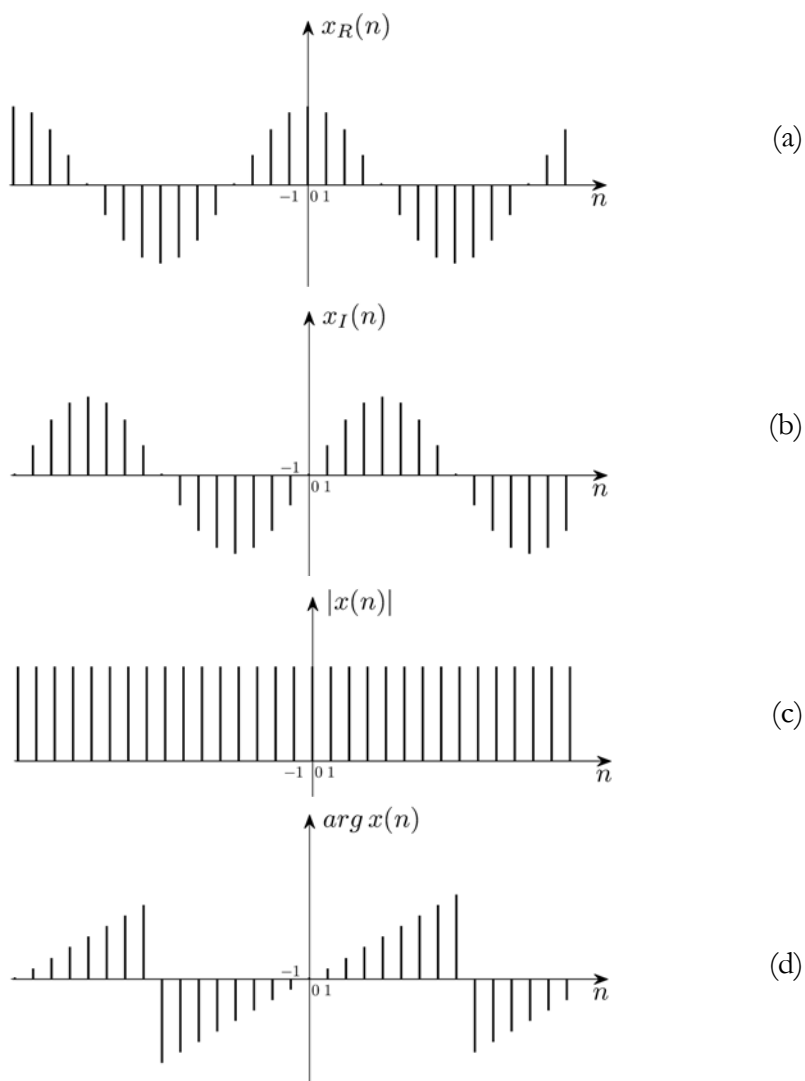 x_R(n)
(a)
−1 0 1
n
x_I(n)
(b)
−1
0 1
n
|x(n)|
(c)
−1 0 1
n
arg x(n)
(d)
−1
0 1
n